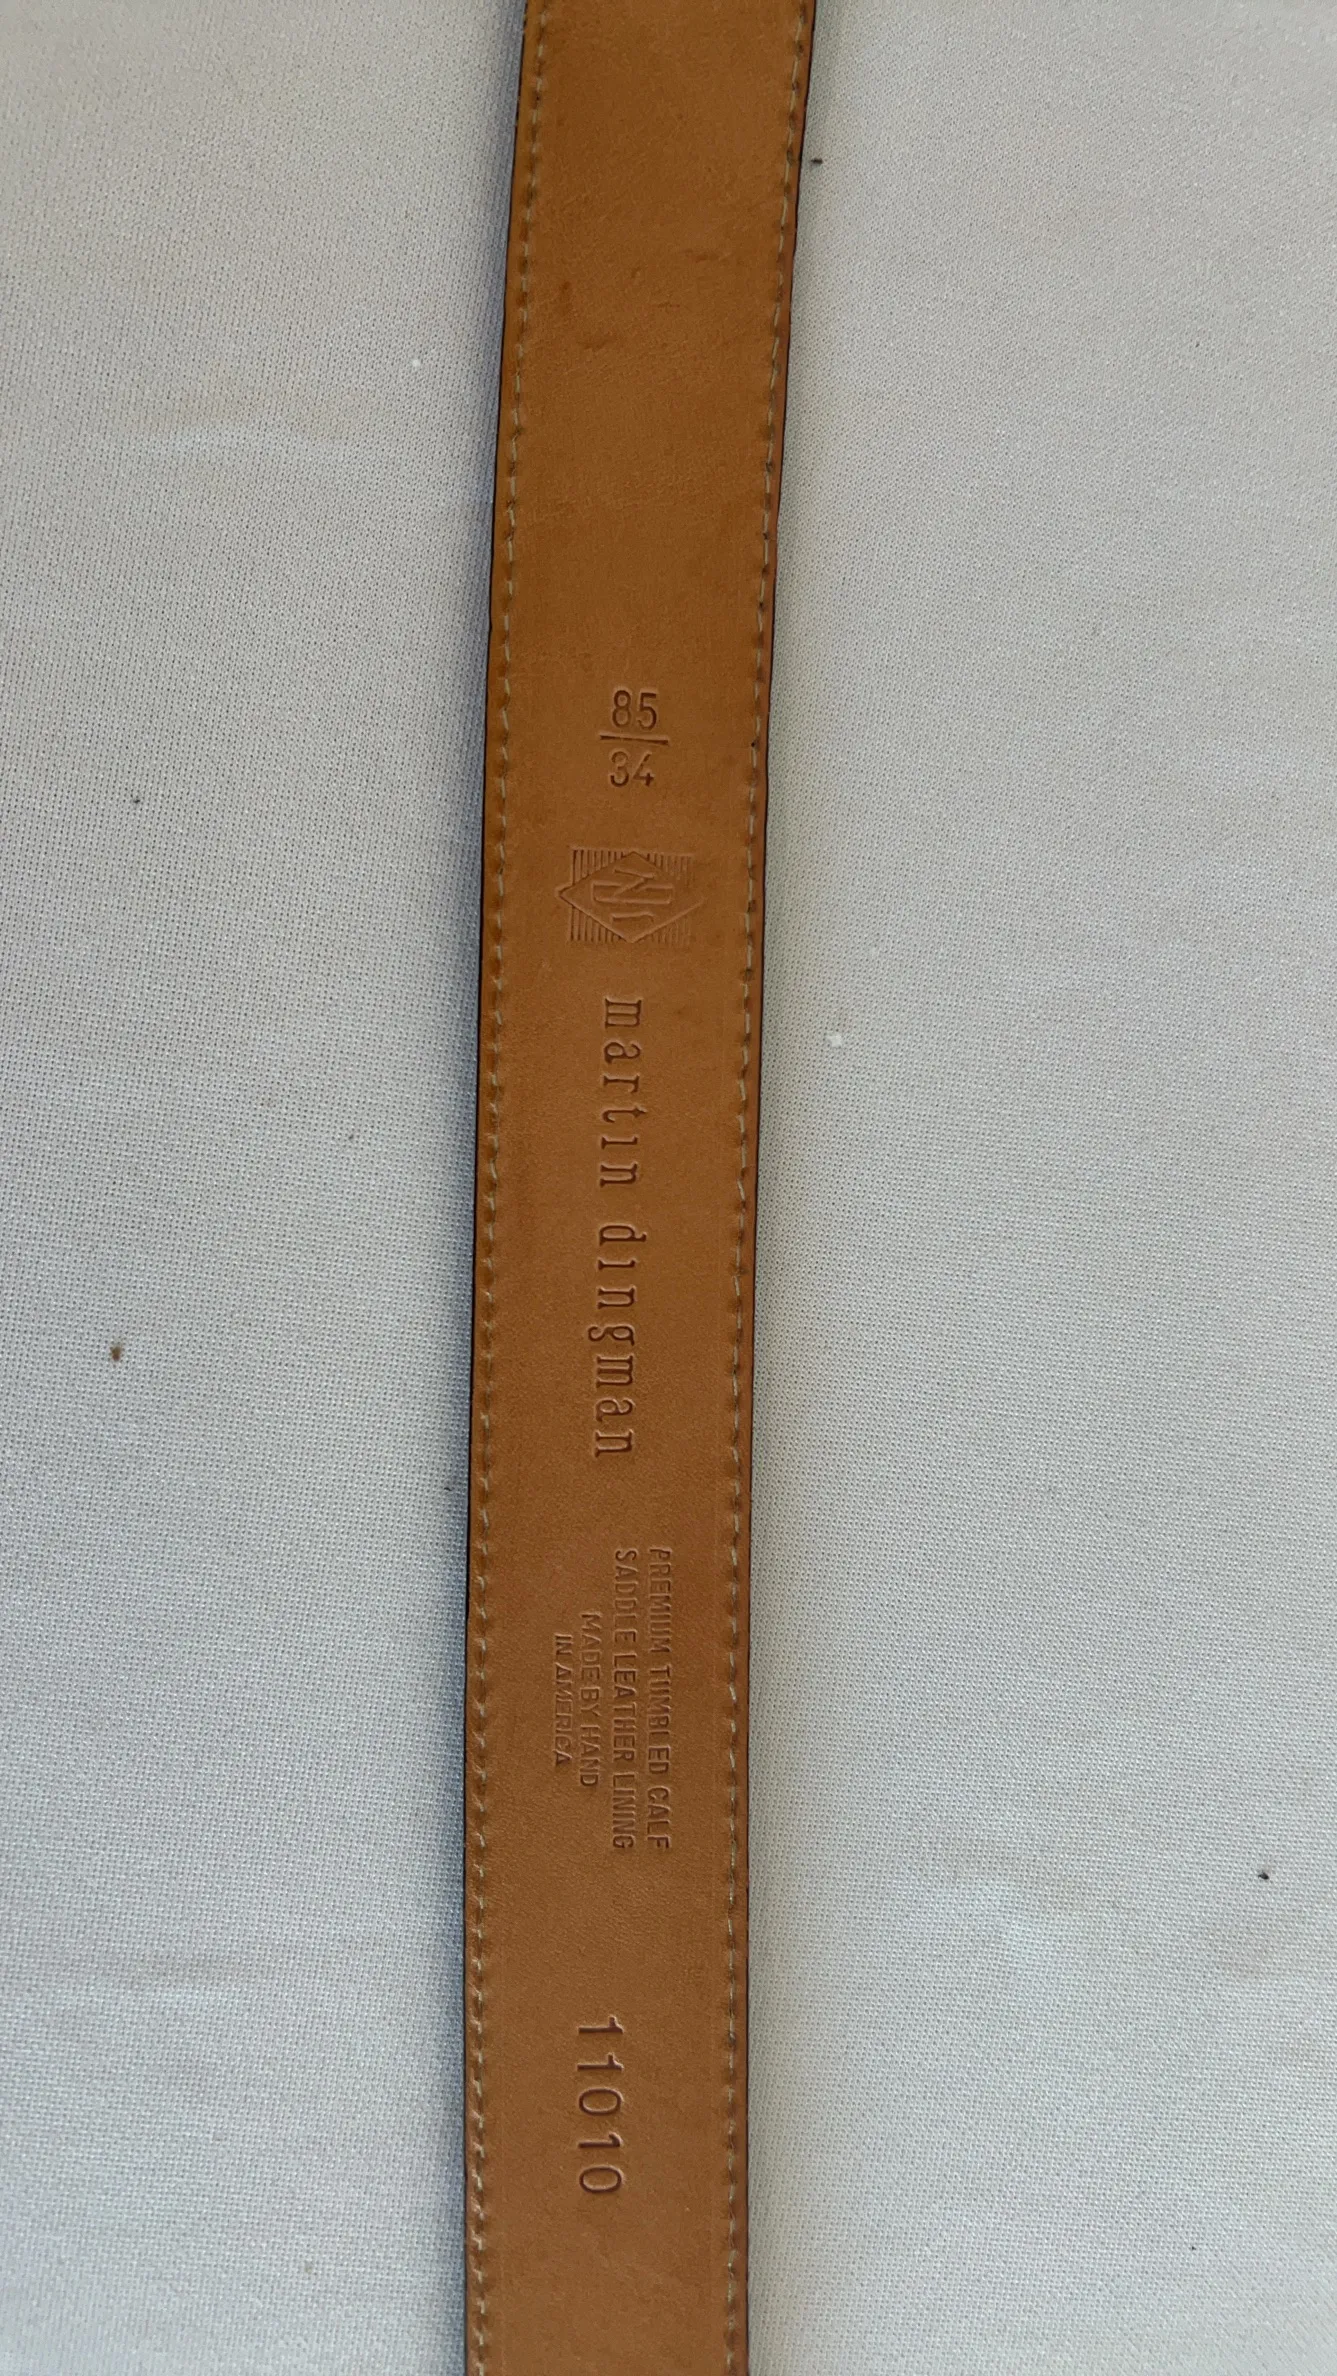 85
34
martin dingman
PREMIUM TUMBLED CALF
SADDLE LEATHER LINING
MADE BY HAND
IN AMERICA
11010